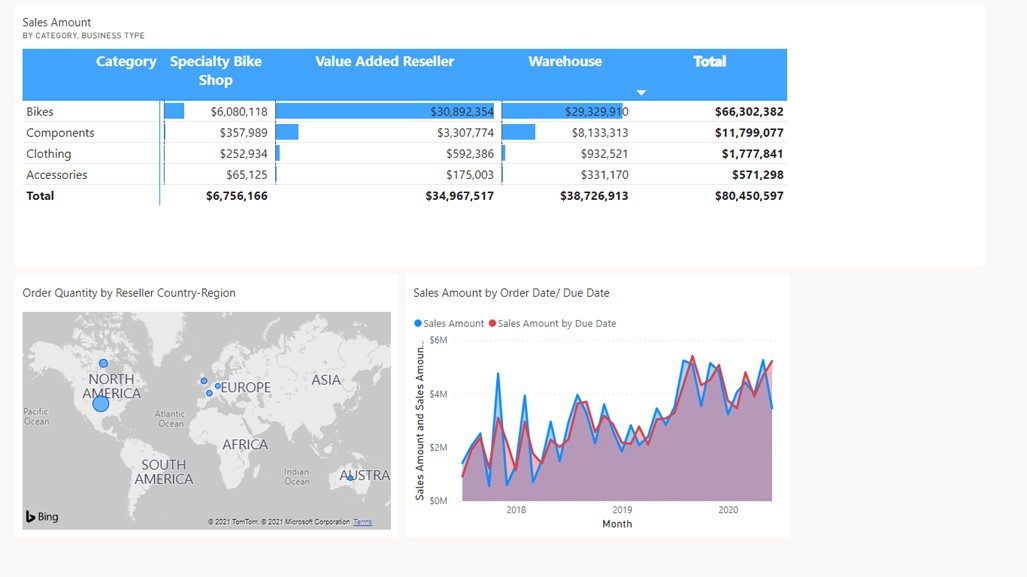 Sales Amount
BY CATEGORY, BUSINESS TYPE
Category Specialty Bike Shop Value Added Reseller Warehouse Total
Bikes $6,080,118 $30,892,354 $29,329,910 $66,302,382
Components $357,989 $3,307,774 $8,133,313 $11,799,077
Clothing $252,934 $592,386 $932,521 $1,777,841
Accessories $65,125 $175,003 $331,170 $571,298
Total $6,756,166 $34,967,517 $38,726,913 $80,450,597
Order Quantity by Reseller Country-Region
NORTH
AMERICA
EUROPE
ASIA
Pacific
Ocean
Atlantic
Ocean
AFRICA
SOUTH
AMERICA
Indian
Ocean
AUSTRA
Bing
© 2021 TomTom, © 2021 Microsoft Corporation Terms
Sales Amount by Order Date/ Due Date
Sales Amount Sales Amount by Due Date
Sales Amount and Sales Amoun...
$6M
$4M
$2M
$0M
2018 2019 2020
Month